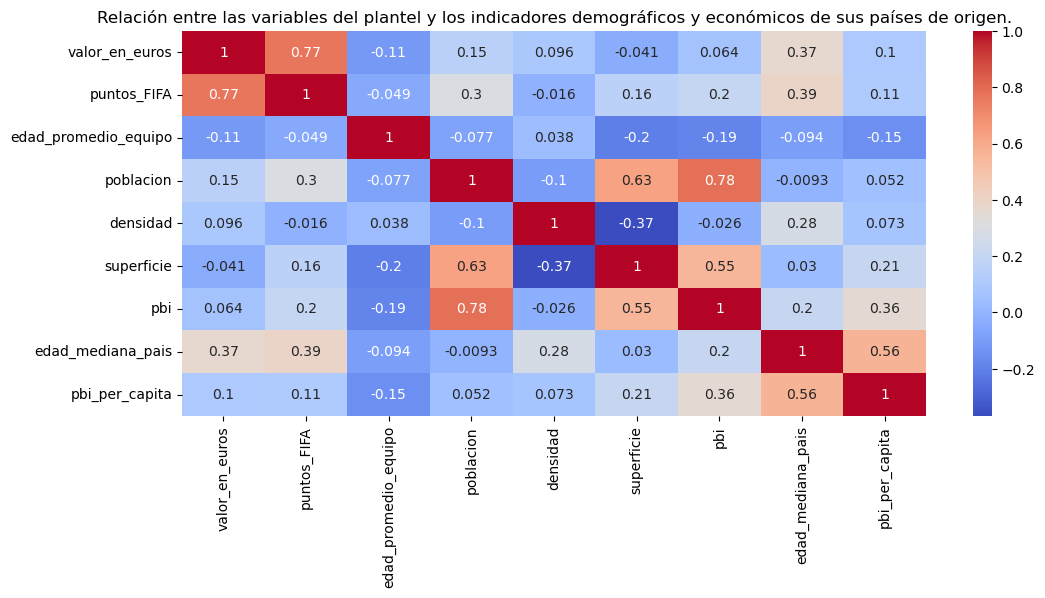 Relación entre las variables del plantel y los indicadores demográficos y económicos de sus países de origen.
valor_en_euros 1 0.77 -0.11 0.15 0.096 -0.041 0.064 0.37 0.1
puntos_FIFA 0.77 1 -0.049 0.3 -0.016 0.16 0.2 0.39 0.11
edad_promedio_equipo -0.11 -0.049 1 -0.077 0.038 -0.2 -0.19 -0.094 -0.15
poblacion 0.15 0.3 -0.077 1 -0.1 0.63 0.78 -0.0093 0.052
densidad 0.096 -0.016 0.038 -0.1 1 -0.37 -0.026 0.28 0.073
superficie -0.041 0.16 -0.2 0.63 -0.37 1 0.55 0.03 0.21
pbi 0.064 0.2 -0.19 0.78 -0.026 0.55 1 0.2 0.36
edad_mediana_pais 0.37 0.39 -0.094 -0.0093 0.28 0.03 0.2 1 0.56
pbi_per_capita 0.1 0.11 -0.15 0.052 0.073 0.21 0.36 0.56 1
valor_en_euros
puntos_FIFA
edad_promedio_equipo
poblacion
densidad
superficie
pbi
edad_mediana_pais
pbi_per_capita
1.0
0.8
0.6
0.4
0.2
0.0
−0.2